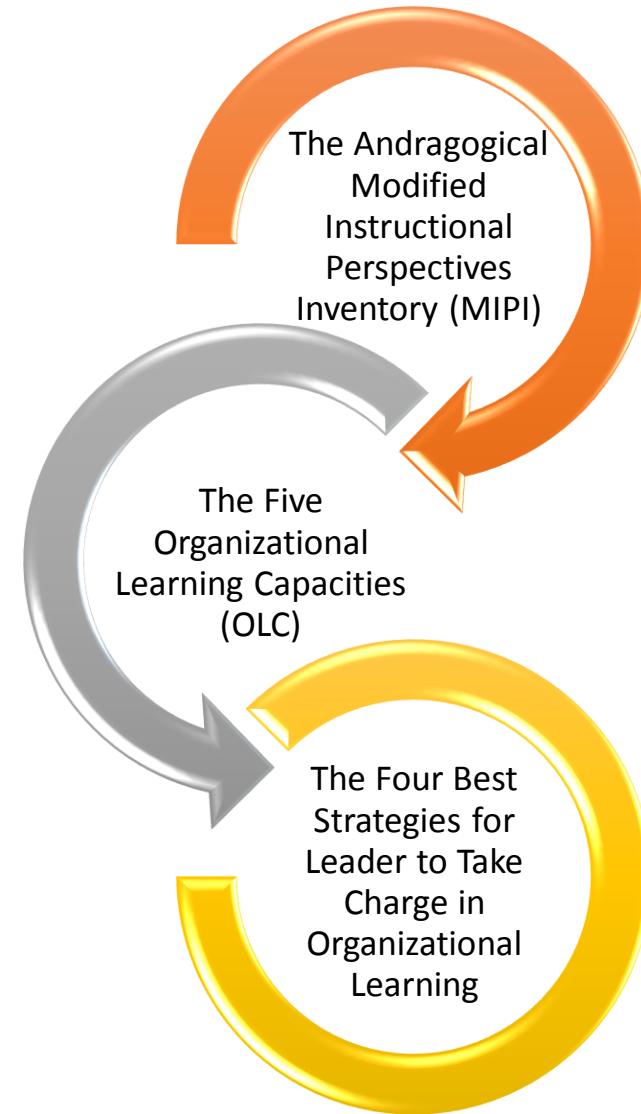 The Andragogical
Modified
Instructional
Perspectives
Inventory (MIPI)
The Five
Organizational
Learning Capacities
(OLC)
The Four Best
Strategies for
Leader to Take
Charge in
Organizational
Learning